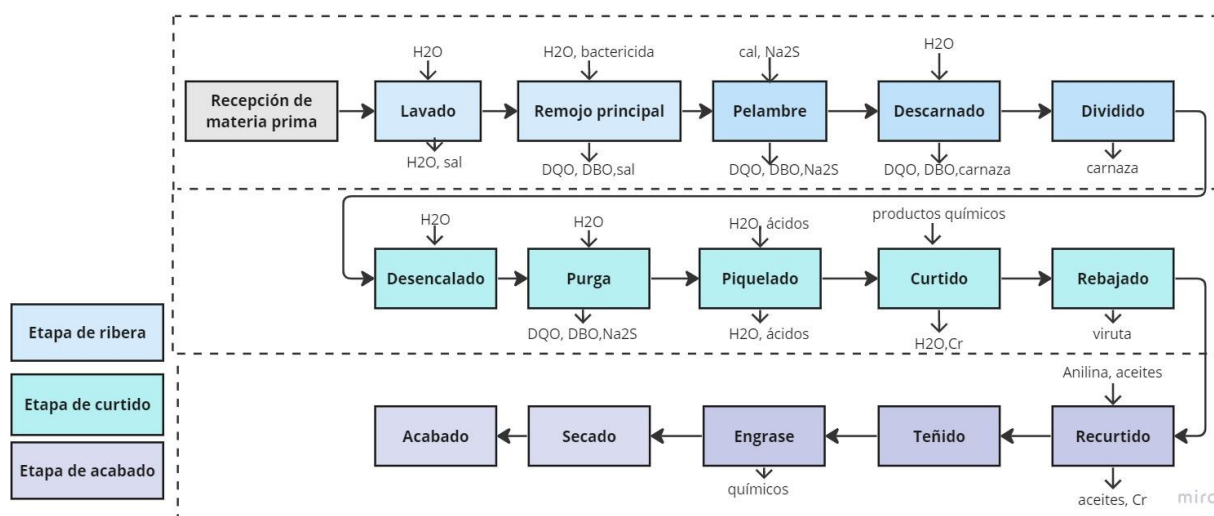 H2O
H2O, bactericida
cal, Na2S
H2O
Recepción de
materia prima
Lavado
Remojo principal
Pelambre
Descarnado
Dividido
H2O, sal
DQO, DBO,sal
DQO, DBO,Na2S
DQO, DBO,carnaza
carnaza
H2O
H2O
H2O, ácidos
productos químicos
Desencalado
Purga
Piquelado
Curtido
Rebajado
DQO, DBO,Na2S
H2O, ácidos
H2O,Cr
viruta
Etapa de ribera
Etapa de curtido
Etapa de acabado
Anilina, aceites
Acabado
Secado
Engrase
Teñido
Recurtido
químicos
aceites, Cr
miro